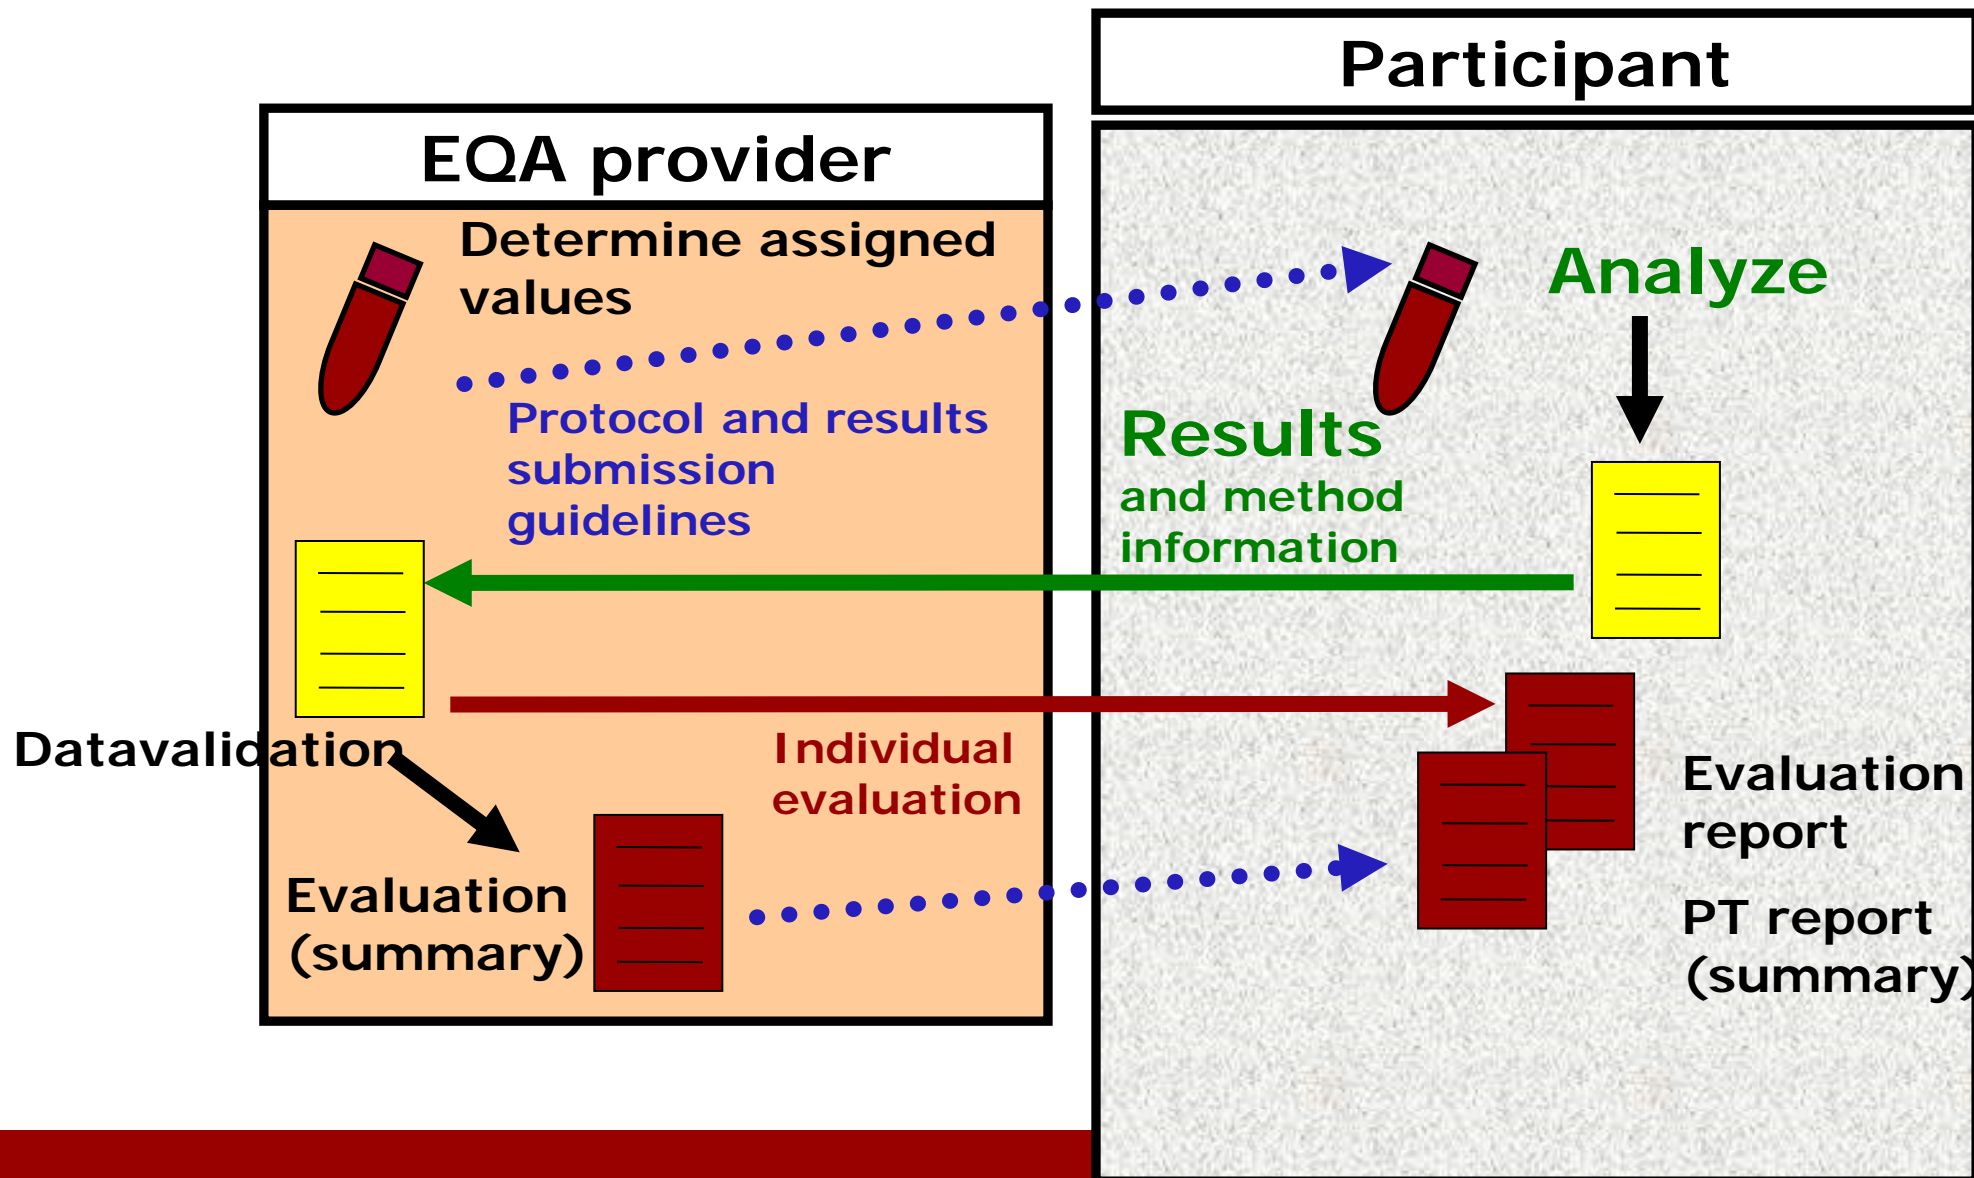 Participant
EQA provider
Determine assigned
values
Analyze
Protocol and results
submission
guidelines
Results
and method
information
Datavalidation
Individual
evaluation
Evaluation
(summary)
Evaluation
report
PT report
(summary)